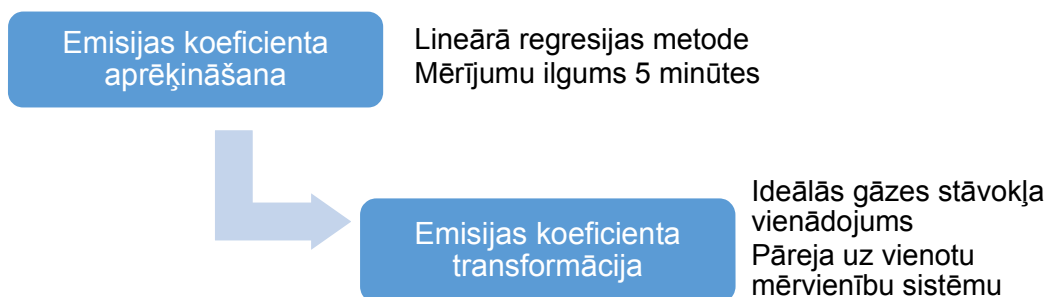 Emisijas koeficienta
aprēķināšana
Lineārā regresijas metode
Mērījumu ilgums 5 minūtes
Emisijas koeficienta
transformācija
Ideālās gāzes stāvokļa
vienādojums
Pāreja uz vienotu
mērvienību sistēmu